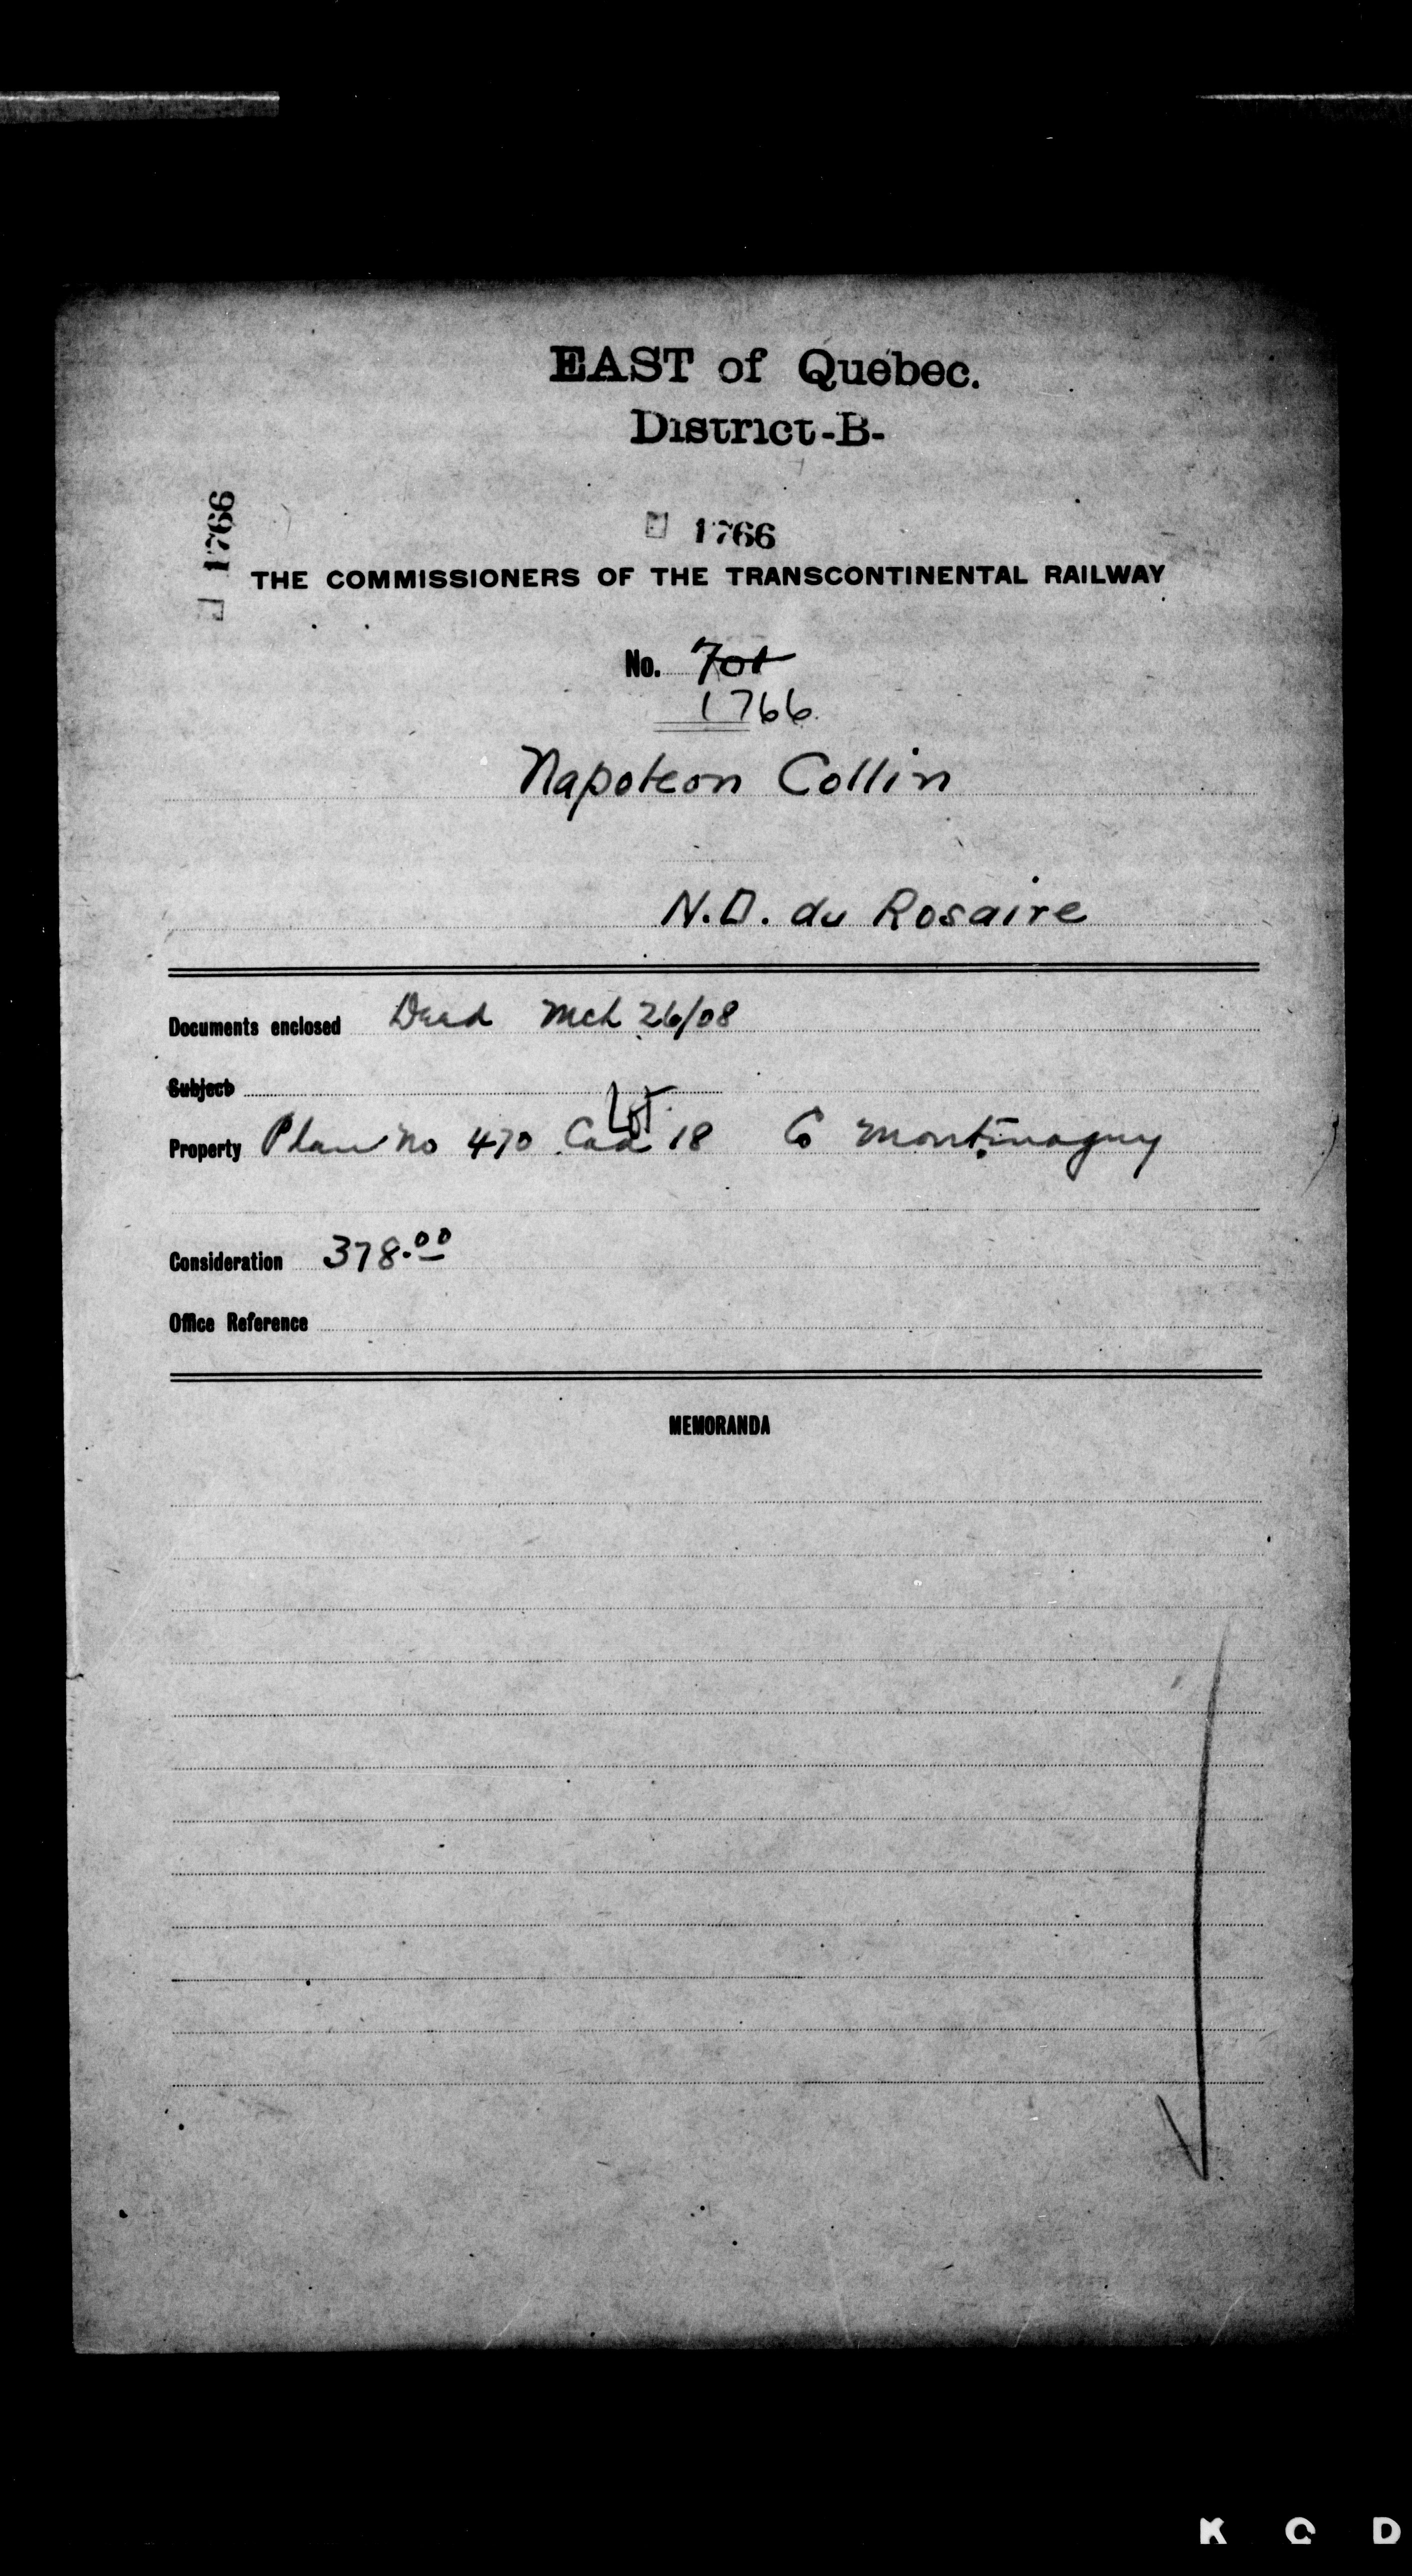 EAST of Quebec.
District-B-
1766
1766
THE COMMISSIONERS OF THE TRANSCONTINENTAL RAILWAY
No. 701
1766.
Napoleon Collin
N.D. du Rosaire
Documents enclosed Deed Mch 26/08
Subject
Lot
Property Plan no 470 Cad 18 Co Montmagny
Consideration 378.00
Office Reference
MEMORANDA
K O D